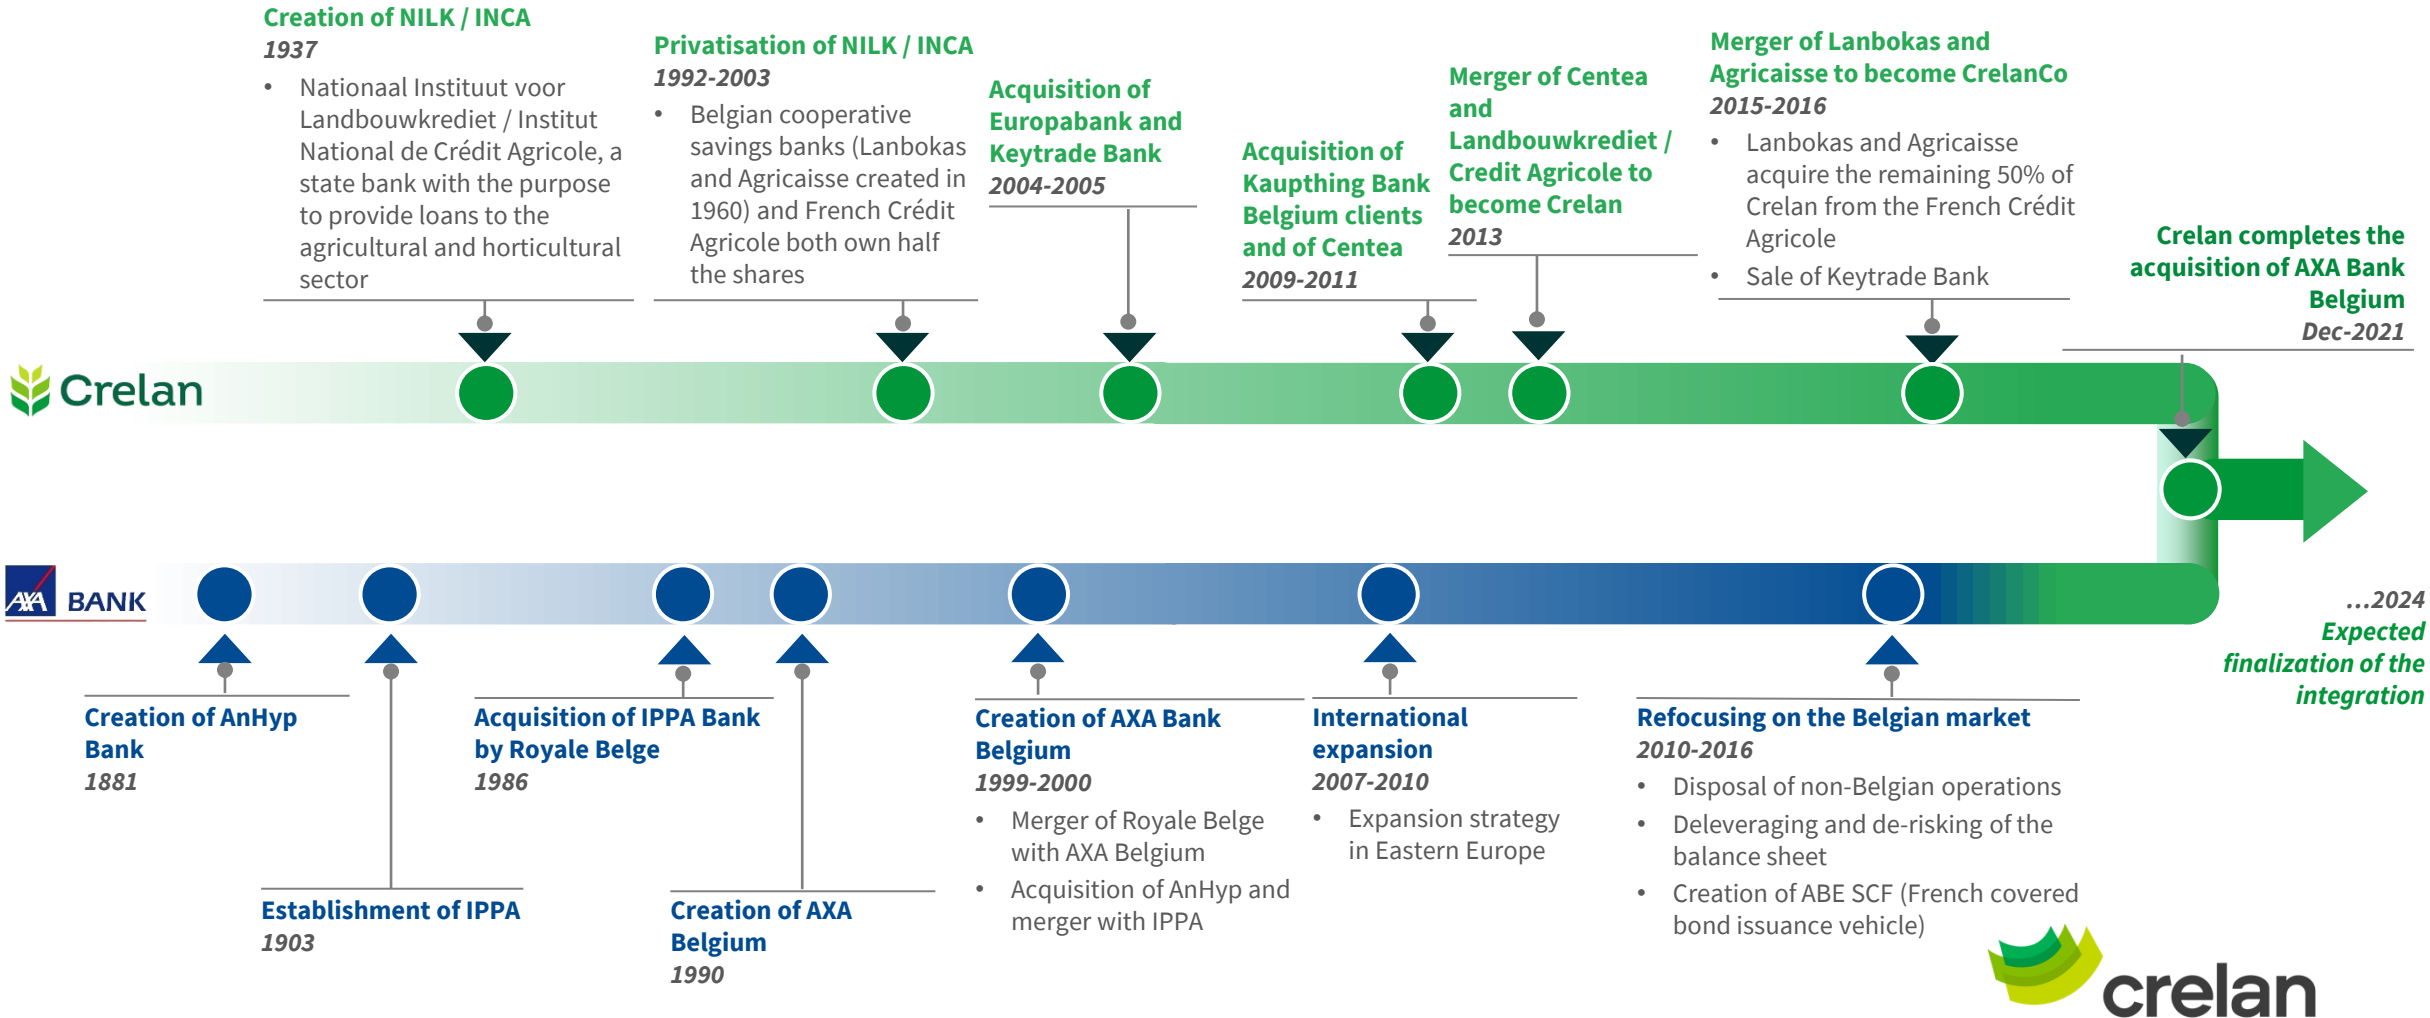 Creation of NILK / INCA
1937
• Nationaal Instituut voor
Landbouwkrediet / Institut
National de Crédit Agricole, a
state bank with the purpose
to provide loans to the
agricultural and horticultural
sector
Privatisation of NILK / INCA
1992-2003
• Belgian cooperative
savings banks (Lanbokas
and Agricaisse created in
1960) and French Crédit
Agricole both own half
the shares
Acquisition of
Europabank and
Keytrade Bank
2004-2005
Acquisition of
Kaupthing Bank
Belgium clients
and of Centea
2009-2011
Merger of Centea
and
Landbouwkrediet /
Credit Agricole to
become Crelan
2013
Merger of Lanbokas and
Agricaisse to become CrelanCo
2015-2016
• Lanbokas and Agricaisse
acquire the remaining 50% of
Crelan from the French Crédit
Agricole
• Sale of Keytrade Bank
Crelan completes the
acquisition of AXA Bank
Belgium
Dec-2021
Crelan
AXA BANK
...2024
Expected
finalization of the
integration
Creation of AnHyp
Bank
1881
Establishment of IPPA
1903
Acquisition of IPPA Bank
by Royale Belge
1986
Creation of AXA
Belgium
1990
Creation of AXA Bank
Belgium
1999-2000
• Merger of Royale Belge
with AXA Belgium
• Acquisition of AnHyp and
merger with IPPA
International
expansion
2007-2010
• Expansion strategy
in Eastern Europe
Refocusing on the Belgian market
2010-2016
• Disposal of non-Belgian operations
• Deleveraging and de-risking of the
balance sheet
• Creation of ABE SCF (French covered
bond issuance vehicle)
crelan